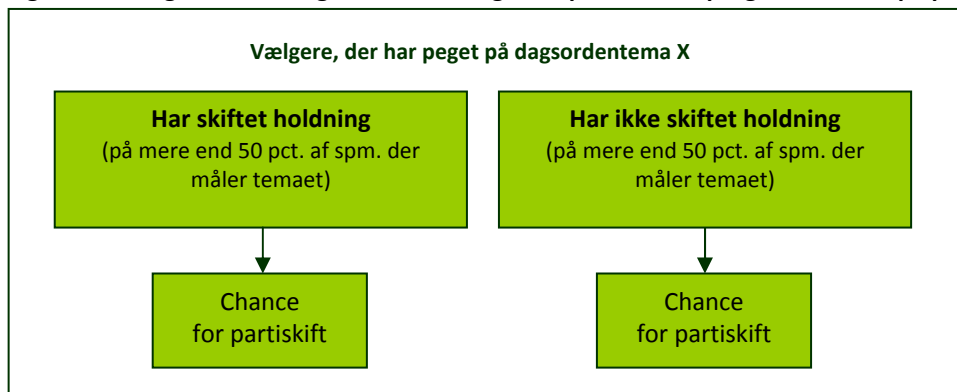 Vælgere, der har peget på dagsordentema X
Har skiftet holdning
(på mere end 50 pct. af spm. der
måler temaet)
Har ikke skiftet holdning
(på mere end 50 pct. af spm. der
måler temaet)
Chance
for partiskift
Chance
for partiskift